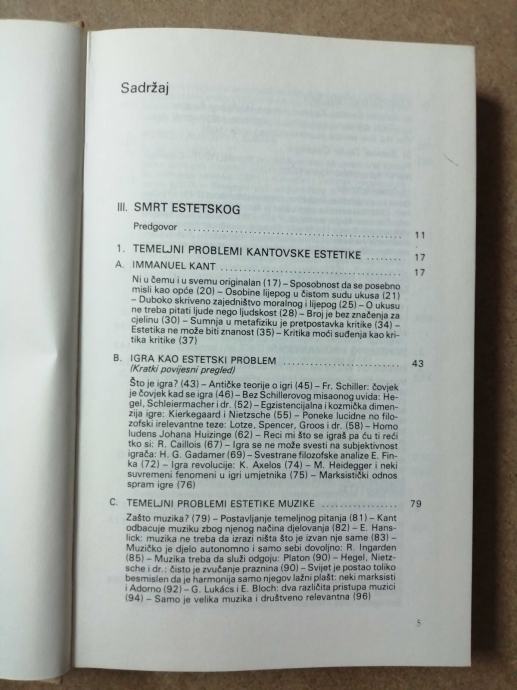 Sadržaj
III. SMRT ESTETSKOG
Predgovor . . . . . . . . . . . . . . . . . . . . . . . . . . . . . . . . . . . . . . 11
1. TEMELJNI PROBLEMI KANTOVSKE ESTETIKE . . . . . . . . 17
A. IMMANUEL KANT . . . . . . . . . . . . . . . . . . . . . . . . . . . . . . . . . 17
Ni u čemu i u svemu originalan (17) – Sposobnost da se posebno
misli kao opće (20) – Osobine lijepog u čistom sudu ukusa (21)
– Duboko skriveno zajedništvo moralnog i lijepog (25) – O ukusu
ne treba pitati ljude nego ljudskost (28) – Broj je bez značenja za
cjelinu (30) – Sumnja u metafiziku je pretpostavka kritike (34) –
Estetika ne može biti znanost (35) – Kritika moći suđenja kao kri-
tika kritike (37)
B. IGRA KAO ESTETSKI PROBLEM . . . . . . . . . . . . . . . . . . . . . 43
(Kratki povijesni pregled)
Što je igra? (43) – Antičke teorije o igri (45) – Fr. Schiller: čovjek
je čovjek kad se igra (46) – Bez Schillerovog misaonog uvida: He-
gel, Schleiermacher i dr. (52) – Egzistencijalna i kozmička dimen-
zija igre: Kierkegaard i Nietzsche (55) – Poneke lucidne no filo-
zofski irelevantne teze: Lotze, Spencer, Groos i dr. (58) – Homo
ludens Johana Huizinge (62) – Reci mi što se igraš pa ću ti reći
tko si: R. Caillois (67) – Igra se ne može svesti na subjektivnost
igrača: H. G. Gadamer (69) – Svestrane filozofske analize E. Fin-
ka (72) – Igra revolucije: K. Axelos (74) – M. Heidegger i neki
suvremeni fenomeni u igri umjetnika (75) – Marksistički odnos
spram igre (76)
C. TEMELJNI PROBLEMI ESTETIKE MUZIKE . . . . . . . . . . . . . 79
Zašto muzika? (79) – Postavljanje temeljnog pitanja (81) – Kant
odbacuje muziku zbog njenog načina djelovanja (82) – E. Hans-
lick: muzika ne treba da izrazi ništa što je izvan nje same (83) –
Muzičko je djelo autonomno i samo sebi dovoljno: R. Ingarden
(85) – Muzika treba da služi odgoju: Platon (90) – Hegel, Nietz-
sche i dr.: čisto je zvučanje praznina (90) – Svijet je postao toliko
besmislen da je harmonija samo njegov lažni plašt: neki marksisti
i Adorno (92) – G. Lukács i E. Bloch: dva različita pristupa muzici
(94) – Samo je velika muzika i društveno relevantna (96)
5